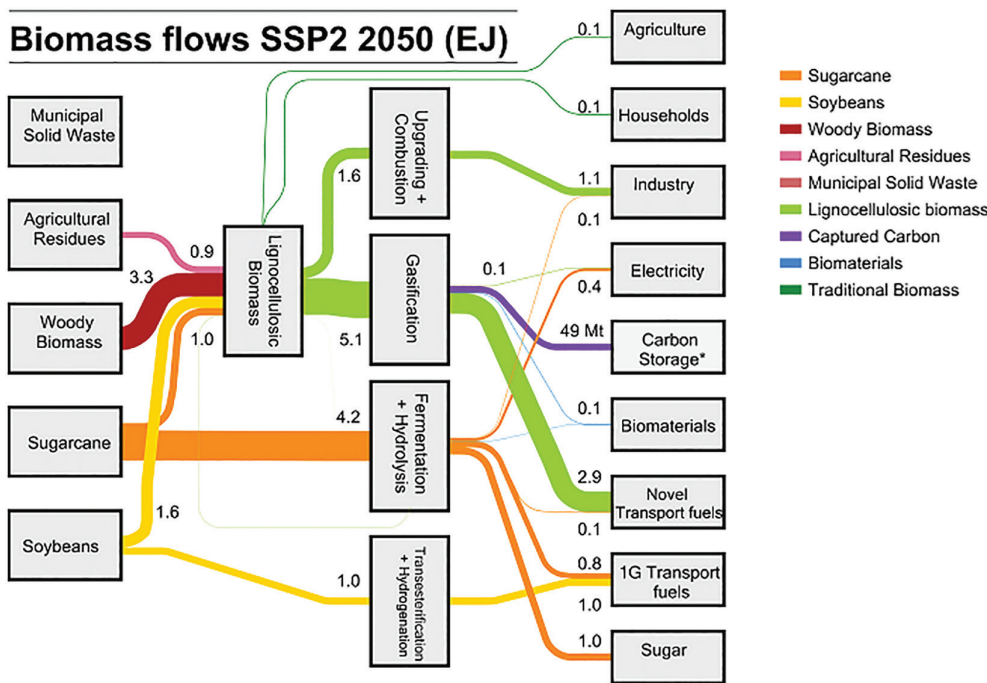 Biomass flows SSP2 2050 (EJ)
Municipal
Solid Waste
Agricultural
Residues
Woody
Biomass
Sugarcane
Soybeans
0.9
3.3
1.0
1.6
1.0
Lignocellulosic
Biomass
1.6
5.1
4.2
Upgrading +
Combustion
Gasification
Fermentation
+ Hydrolysis
Transesterification
+ Hydrogenation
0.1
0.1
1.1
0.1
0.1
0.4
49 Mt
0.1
2.9
0.1
0.8
1.0
1.0
Agriculture
Households
Industry
Electricity
Carbon
Storage*
Biomaterials
Novel
Transport fuels
1G Transport
fuels
Sugar
Sugarcane
Soybeans
Woody Biomass
Agricultural Residues
Municipal Solid Waste
Lignocellulosic biomass
Captured Carbon
Biomaterials
Traditional Biomass